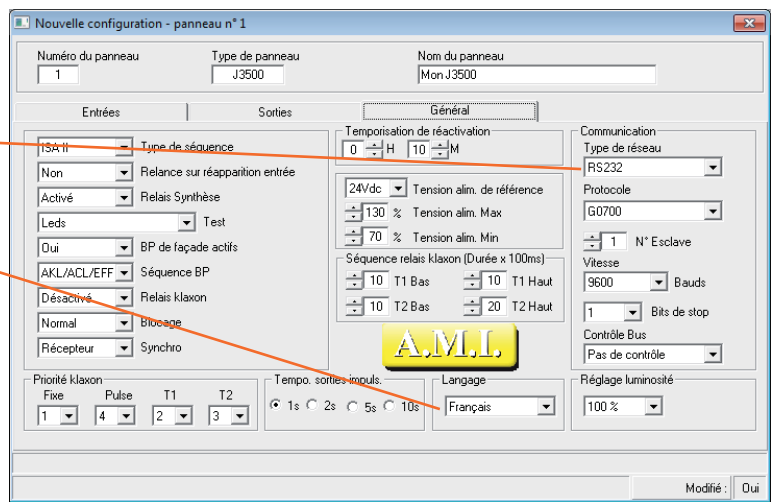 Nouvelle configuration - panneau n° 1
Numéro du panneau Type de panneau Nom du panneau
1 J3500 Mon J3500
Entrées Sorties Général
ISA II Type de séquence
Non Relance sur réapparition entrée
Activé Relais Synthèse
Leds Test
Oui BP de façade actifs
AKL/ACL/EFF Séquence BP
Désactivé Relais klaxon
Normal Blocage
Récepteur Synchro
Temporisation de réactivation
0 H 10 M
24Vdc Tension alim. de référence
130 % Tension alim. Max
70 % Tension alim. Min
Séquence relais klaxon (Durée x 100ms)
10 T1 Bas 10 T1 Haut
10 T2 Bas 20 T2 Haut
A.M.I.
Communication
Type de réseau
RS232
Protocole
G0700
1 N° Esclave
Vitesse
9600 Bauds
1 Bits de stop
Contrôle Bus
Pas de contrôle
Priorité klaxon
Fixe Pulse T1 T2
1 4 2 3
Tempo. sorties impuls.
1s 2s 5s 10s
Langage
Français
Réglage luminosité
100 %
Modifié : Oui